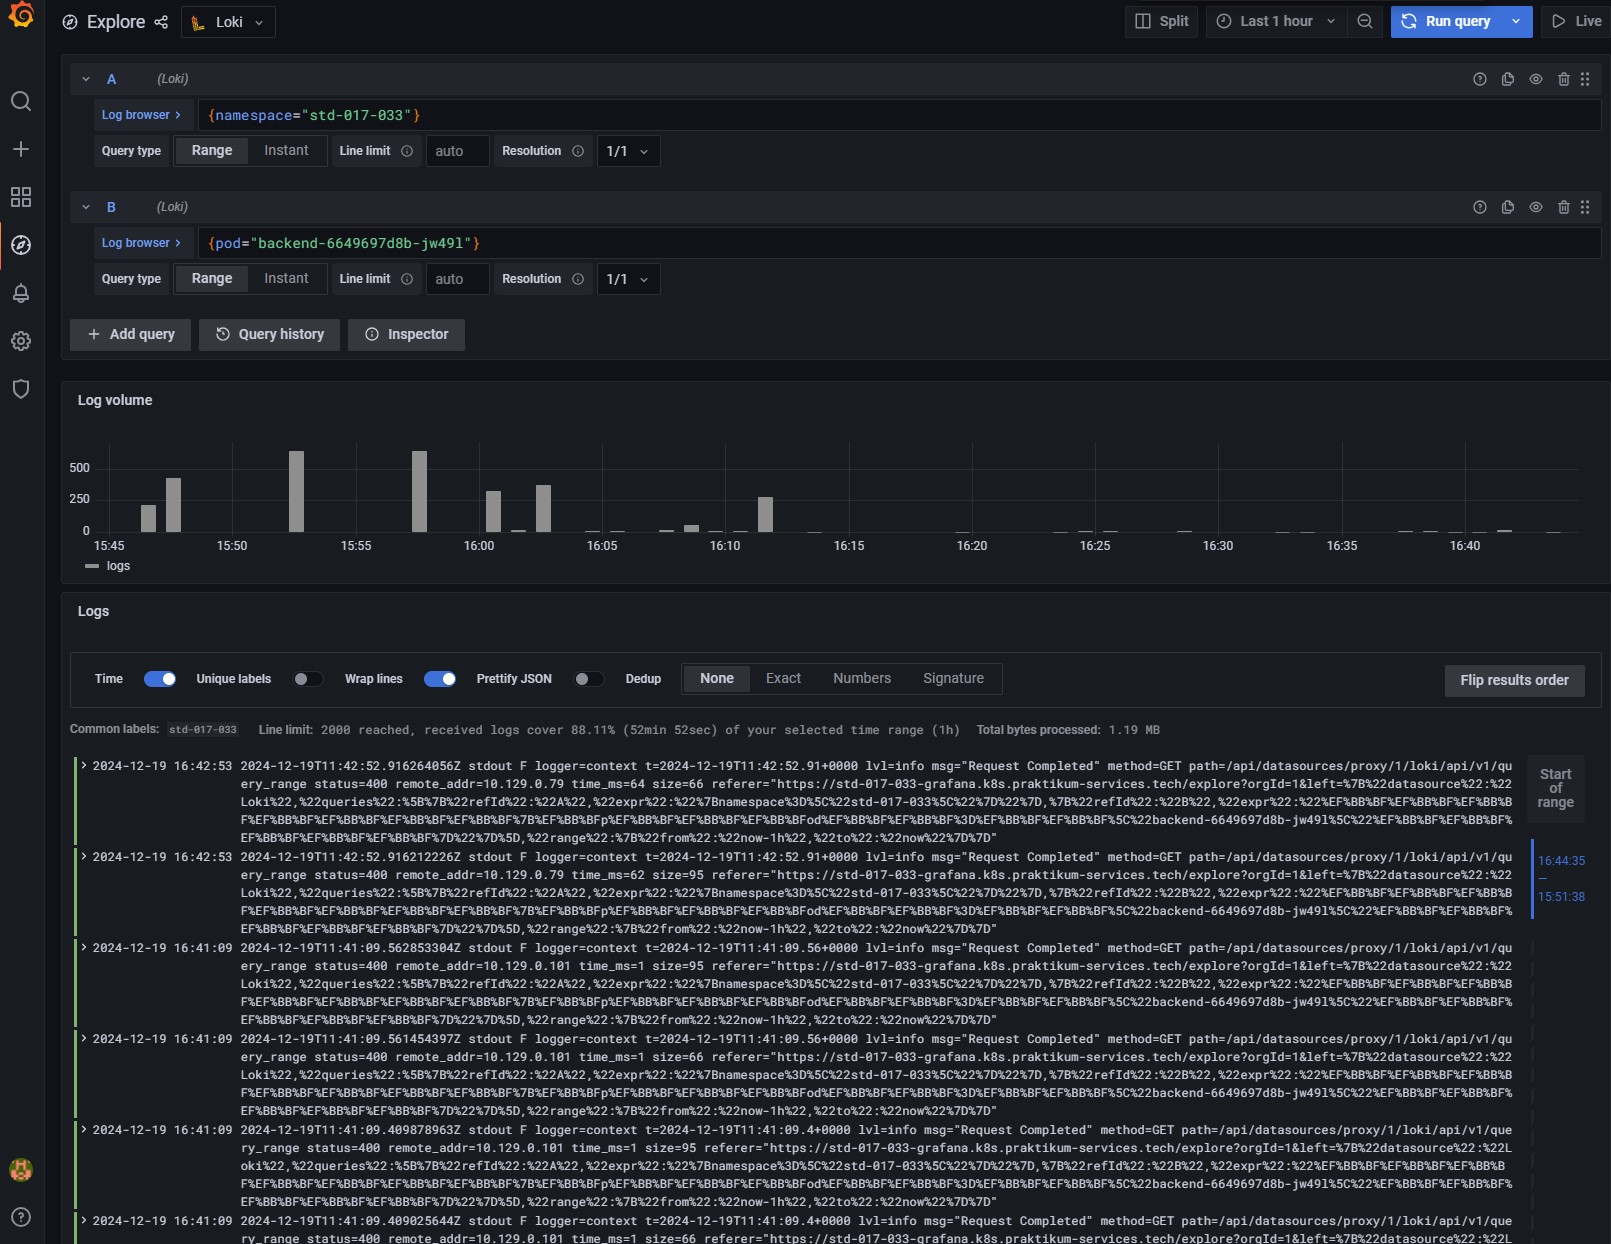 Explore
Loki
Split
Last 1 hour
Run query
Live
A (Loki)
Log browser >
{namespace="std-017-033"}
Query type Range Instant Line limit auto Resolution 1/1
B (Loki)
Log browser >
{pod="backend-6649697d8b-jw49l"}
Query type Range Instant Line limit auto Resolution 1/1
+ Add query
Query history
Inspector
Log volume
500
250
0
15:45 15:50 15:55 16:00 16:05 16:10 16:15 16:20 16:25 16:30 16:35 16:40
logs
Logs
Time Unique labels Wrap lines Prettify JSON Dedup None Exact Numbers Signature Flip results order
Common labels: std-017-033 Line limit: 2000 reached, received logs cover 88.11% (52min 52sec) of your selected time range (1h) Total bytes processed: 1.19 MB
> 2024-12-19 16:42:53 2024-12-19T11:42:52.916264056Z stdout F logger=context t=2024-12-19T11:42:52.91+0000 lvl=info msg="Request Completed" method=GET path=/api/datasources/proxy/1/loki/api/v1/qu
ery_range status=400 remote_addr=10.129.0.79 time_ms=64 size=66 referer="https://std-017-033-grafana.k8s.praktikum-services.tech/explore?orgId=1&left=%7B%22datasource%22:%22
Loki%22,%22queries%22:%5B%7B%22refId%22:%22A%22,%22expr%22:%22%7Bnamespace%3D%5C%22std-017-033%5C%22%7D%22%7D,%7B%22refId%22:%22B%22,%22expr%22:%22%EF%BB%BF%EF%BB%BF%EF%BB%B
F%EF%BB%BF%EF%BB%BF%EF%BB%BF%EF%BB%BF%7B%EF%BB%BFp%EF%BB%BF%EF%BB%BF%EF%BB%BFod%EF%BB%BF%EF%BB%BF%3D%EF%BB%BF%EF%BB%BF%5C%22backend-6649697d8b-jw49l%5C%22%EF%BB%BF%EF%BB%BF%
EF%BB%BF%EF%BB%BF%EF%BB%BF%7D%22%7D%5D,%22range%22:%7B%22from%22:%22now-1h%22,%22to%22:%22now%22%7D%7D"
> 2024-12-19 16:42:53 2024-12-19T11:42:52.916212226Z stdout F logger=context t=2024-12-19T11:42:52.91+0000 lvl=info msg="Request Completed" method=GET path=/api/datasources/proxy/1/loki/api/v1/qu
ery_range status=400 remote_addr=10.129.0.79 time_ms=62 size=95 referer="https://std-017-033-grafana.k8s.praktikum-services.tech/explore?orgId=1&left=%7B%22datasource%22:%22
Loki%22,%22queries%22:%5B%7B%22refId%22:%22A%22,%22expr%22:%22%7Bnamespace%3D%5C%22std-017-033%5C%22%7D%22%7D,%7B%22refId%22:%22B%22,%22expr%22:%22%EF%BB%BF%EF%BB%BF%EF%BB%B
F%EF%BB%BF%EF%BB%BF%EF%BB%BF%EF%BB%BF%7B%EF%BB%BFp%EF%BB%BF%EF%BB%BF%EF%BB%BFod%EF%BB%BF%EF%BB%BF%3D%EF%BB%BF%EF%BB%BF%5C%22backend-6649697d8b-jw49l%5C%22%EF%BB%BF%EF%BB%BF%
EF%BB%BF%EF%BB%BF%EF%BB%BF%7D%22%7D%5D,%22range%22:%7B%22from%22:%22now-1h%22,%22to%22:%22now%22%7D%7D"
> 2024-12-19 16:41:09 2024-12-19T11:41:09.562853304Z stdout F logger=context t=2024-12-19T11:41:09.56+0000 lvl=info msg="Request Completed" method=GET path=/api/datasources/proxy/1/loki/api/v1/qu
ery_range status=400 remote_addr=10.129.0.101 time_ms=1 size=95 referer="https://std-017-033-grafana.k8s.praktikum-services.tech/explore?orgId=1&left=%7B%22datasource%22:%22
Loki%22,%22queries%22:%5B%7B%22refId%22:%22A%22,%22expr%22:%22%7Bnamespace%3D%5C%22std-017-033%5C%22%7D%22%7D,%7B%22refId%22:%22B%22,%22expr%22:%22%EF%BB%BF%EF%BB%BF%EF%BB%B
F%EF%BB%BF%EF%BB%BF%EF%BB%BF%EF%BB%BF%7B%EF%BB%BFp%EF%BB%BF%EF%BB%BF%EF%BB%BFod%EF%BB%BF%EF%BB%BF%3D%EF%BB%BF%EF%BB%BF%5C%22backend-6649697d8b-jw49l%5C%22%EF%BB%BF%EF%BB%BF%
EF%BB%BF%EF%BB%BF%EF%BB%BF%7D%22%7D%5D,%22range%22:%7B%22from%22:%22now-1h%22,%22to%22:%22now%22%7D%7D"
> 2024-12-19 16:41:09 2024-12-19T11:41:09.561454397Z stdout F logger=context t=2024-12-19T11:41:09.56+0000 lvl=info msg="Request Completed" method=GET path=/api/datasources/proxy/1/loki/api/v1/qu
ery_range status=400 remote_addr=10.129.0.101 time_ms=1 size=66 referer="https://std-017-033-grafana.k8s.praktikum-services.tech/explore?orgId=1&left=%7B%22datasource%22:%22
Loki%22,%22queries%22:%5B%7B%22refId%22:%22A%22,%22expr%22:%22%7Bnamespace%3D%5C%22std-017-033%5C%22%7D%22%7D,%7B%22refId%22:%22B%22,%22expr%22:%22%EF%BB%BF%EF%BB%BF%EF%BB%B
F%EF%BB%BF%EF%BB%BF%EF%BB%BF%EF%BB%BF%7B%EF%BB%BFp%EF%BB%BF%EF%BB%BF%EF%BB%BFod%EF%BB%BF%EF%BB%BF%3D%EF%BB%BF%EF%BB%BF%5C%22backend-6649697d8b-jw49l%5C%22%EF%BB%BF%EF%BB%BF%
EF%BB%BF%EF%BB%BF%EF%BB%BF%7D%22%7D%5D,%22range%22:%7B%22from%22:%22now-1h%22,%22to%22:%22now%22%7D%7D"
> 2024-12-19 16:41:09 2024-12-19T11:41:09.409878963Z stdout F logger=context t=2024-12-19T11:41:09.4+0000 lvl=info msg="Request Completed" method=GET path=/api/datasources/proxy/1/loki/api/v1/que
ry_range status=400 remote_addr=10.129.0.101 time_ms=1 size=95 referer="https://std-017-033-grafana.k8s.praktikum-services.tech/explore?orgId=1&left=%7B%22datasource%22:%22L
oki%22,%22queries%22:%5B%7B%22refId%22:%22A%22,%22expr%22:%22%7Bnamespace%3D%5C%22std-017-033%5C%22%7D%22%7D,%7B%22refId%22:%22B%22,%22expr%22:%22%EF%BB%BF%EF%BB%BF%EF%BB%B
F%EF%BB%BF%EF%BB%BF%EF%BB%BF%EF%BB%BF%7B%EF%BB%BFp%EF%BB%BF%EF%BB%BF%EF%BB%BFod%EF%BB%BF%EF%BB%BF%3D%EF%BB%BF%EF%BB%BF%5C%22backend-6649697d8b-jw49l%5C%22%EF%BB%BF%EF%BB%BF%
EF%BB%BF%EF%BB%BF%EF%BB%BF%7D%22%7D%5D,%22range%22:%7B%22from%22:%22now-1h%22,%22to%22:%22now%22%7D%7D"
> 2024-12-19 16:41:09 2024-12-19T11:41:09.409025644Z stdout F logger=context t=2024-12-19T11:41:09.4+0000 lvl=info msg="Request Completed" method=GET path=/api/datasources/proxy/1/loki/api/v1/que
ry_range status=400 remote_addr=10.129.0.101 time_ms=1 size=66 referer="https://std-017-033-grafana.k8s.praktikum-services.tech/explore?orgId=1&left=%7B%22datasource%22:%22L
Start
of
range
16:44:35
—
15:51:38